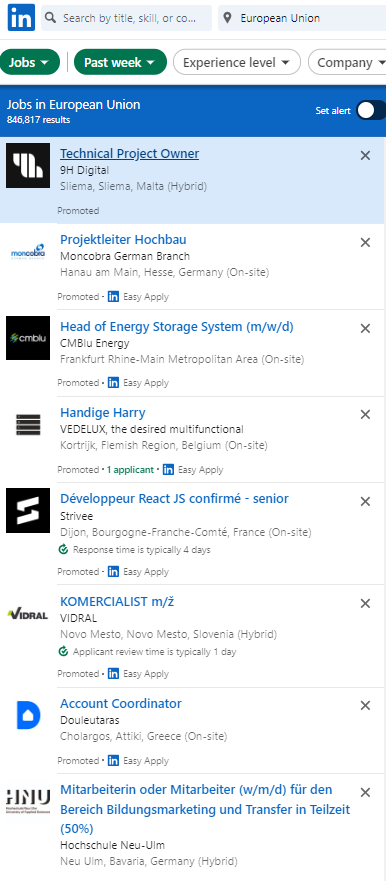 in
Search by title, skill, or co...
European Union
Jobs
Past week
Experience level
Company
Jobs in European Union
846,817 results
Set alert
Technical Project Owner
9H Digital
Sliema, Sliema, Malta (Hybrid)
Promoted
moncobra
Projektleiter Hochbau
Moncobra German Branch
Hanau am Main, Hesse, Germany (On-site)
Promoted • in Easy Apply
cmblu
Head of Energy Storage System (m/w/d)
CMBlu Energy
Frankfurt Rhine-Main Metropolitan Area (On-site)
Promoted • in Easy Apply
Handige Harry
VEDELUX, the desired multifunctional
Kortrijk, Flemish Region, Belgium (On-site)
Promoted • 1 applicant • in Easy Apply
Développeur React JS confirmé - senior
Strivee
Dijon, Bourgogne-Franche-Comté, France (On-site)
Response time is typically 4 days
Promoted • in Easy Apply
VIDRAL
KOMERCIALIST m/ž
VIDRAL
Novo Mesto, Novo Mesto, Slovenia (Hybrid)
Applicant review time is typically 1 day
Promoted • in Easy Apply
Account Coordinator
Douleutaras
Cholargos, Attiki, Greece (On-site)
Promoted • in Easy Apply
HNU
Mitarbeiterin oder Mitarbeiter (w/m/d) für den
Bereich Bildungsmarketing und Transfer in Teilzeit
(50%)
Hochschule Neu-Ulm
Neu Ulm, Bavaria, Germany (Hybrid)